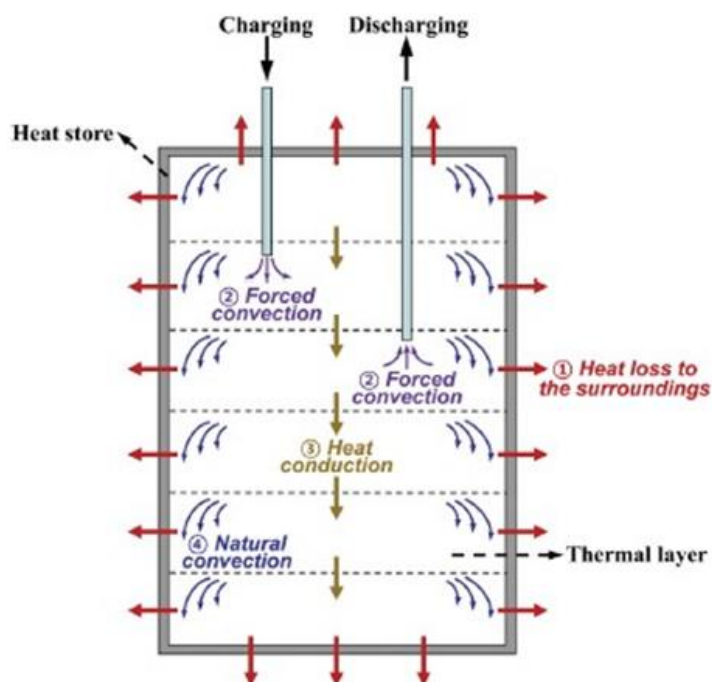 Charging
Discharging
Heat store
② Forced
convection
② Forced
convection
① Heat loss to
the surroundings
③ Heat
conduction
④ Natural
convection
Thermal layer